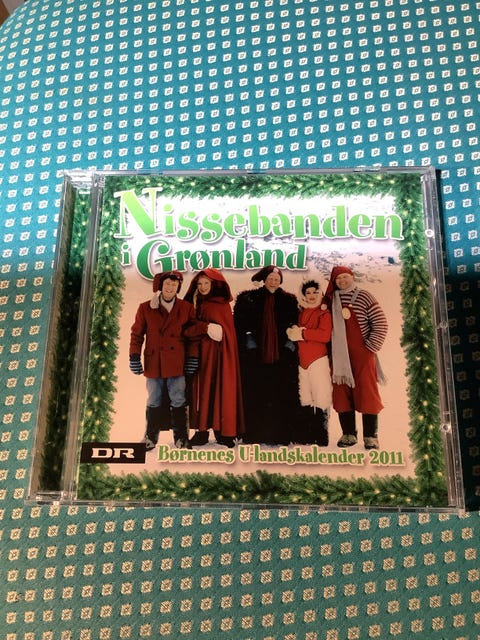 Nissebanden
i Grønland
DR
Børnenes U-landskalender 2011